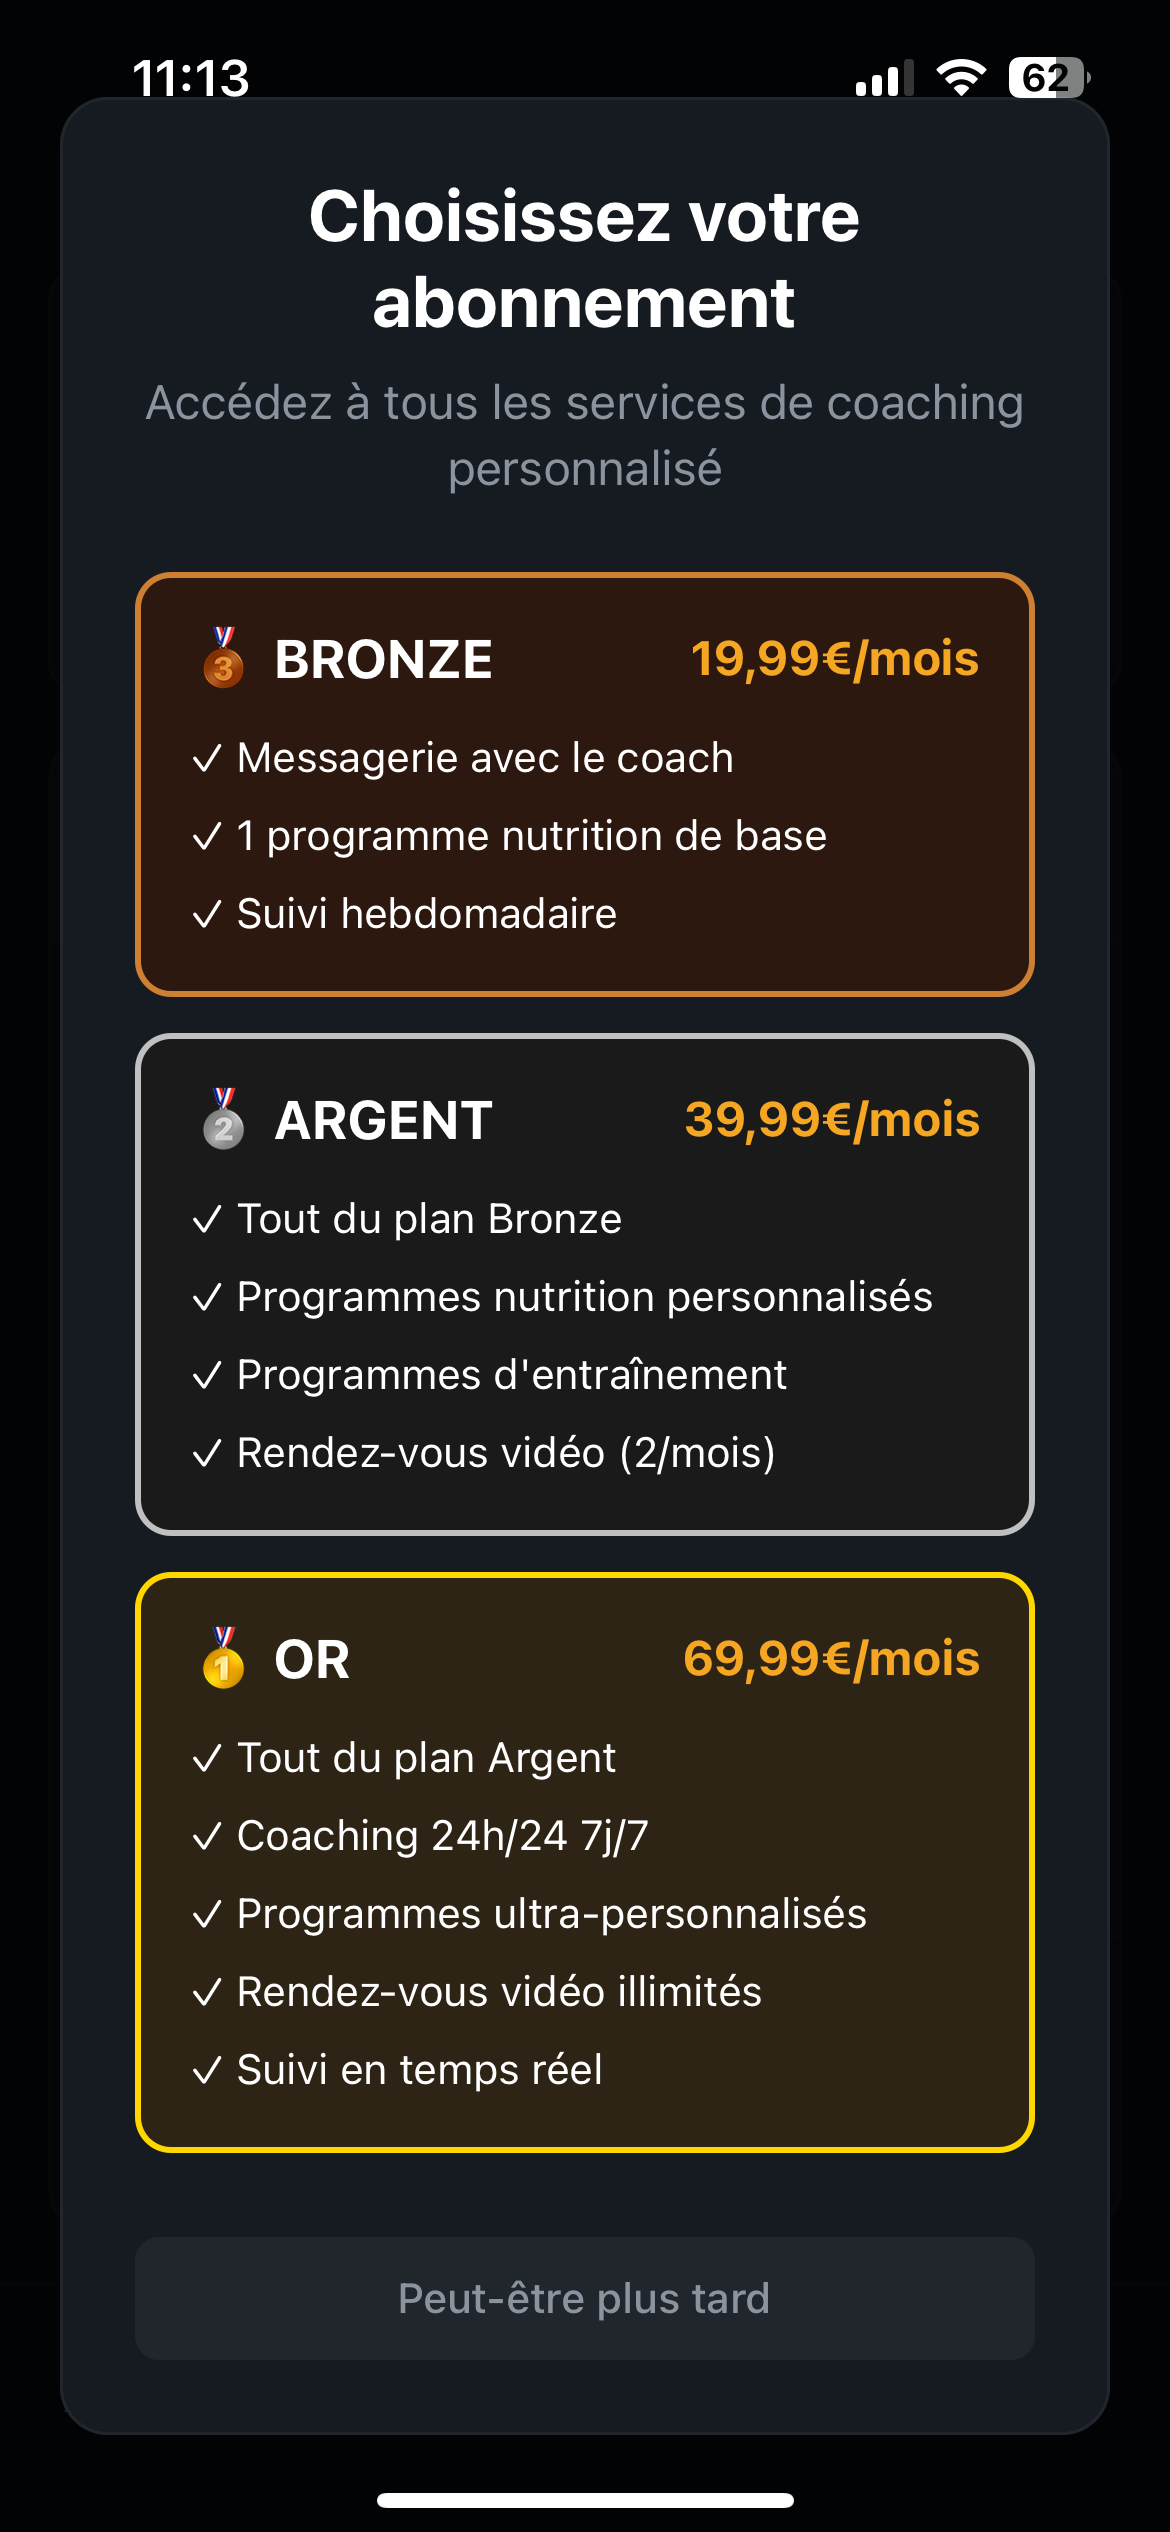 11:13
62
Choisissez votre
abonnement
Accédez à tous les services de coaching
personnalisé
3 BRONZE 19,99€/mois
✓ Messagerie avec le coach
✓ 1 programme nutrition de base
✓ Suivi hebdomadaire
2 ARGENT 39,99€/mois
✓ Tout du plan Bronze
✓ Programmes nutrition personnalisés
✓ Programmes d'entraînement
✓ Rendez-vous vidéo (2/mois)
1 OR 69,99€/mois
✓ Tout du plan Argent
✓ Coaching 24h/24 7j/7
✓ Programmes ultra-personnalisés
✓ Rendez-vous vidéo illimités
✓ Suivi en temps réel
Peut-être plus tard